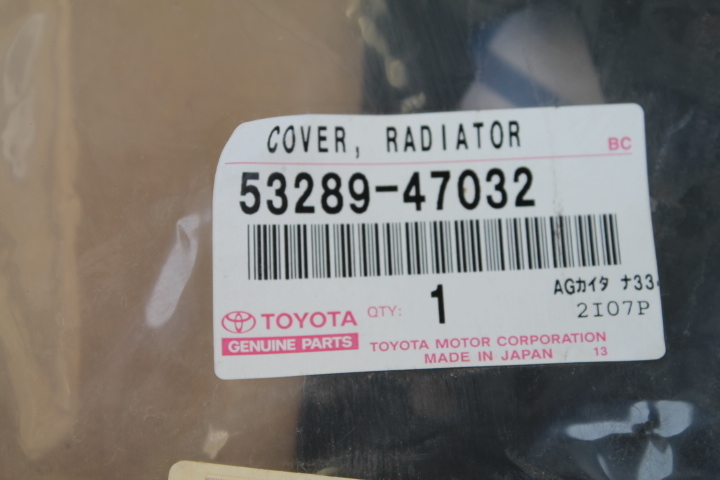 COVER, RADIATOR
BC
53289-47032
AGカイタ ナ33
QTY: 1
2I07P
TOYOTA
GENUINE PARTS
TOYOTA MOTOR CORPORATION
MADE IN JAPAN 13